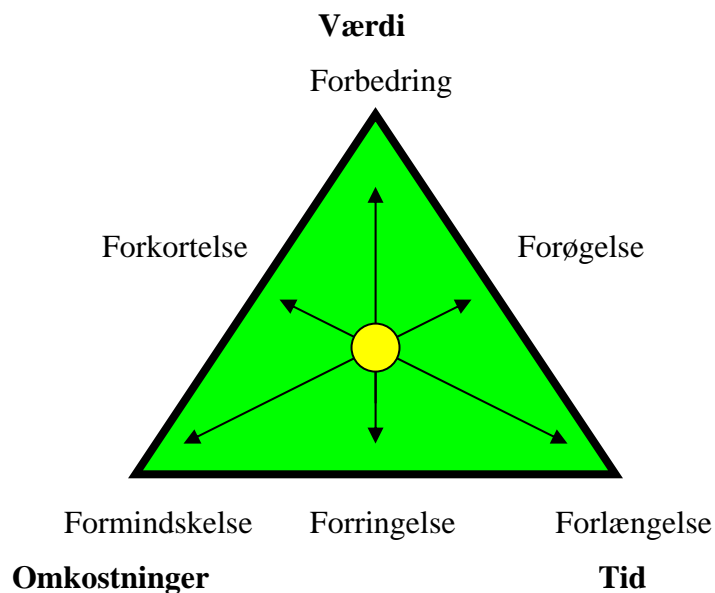 Værdi
Forbedring
Forkortelse Forøgelse
Formindskelse Forringelse Forlængelse
Omkostninger Tid